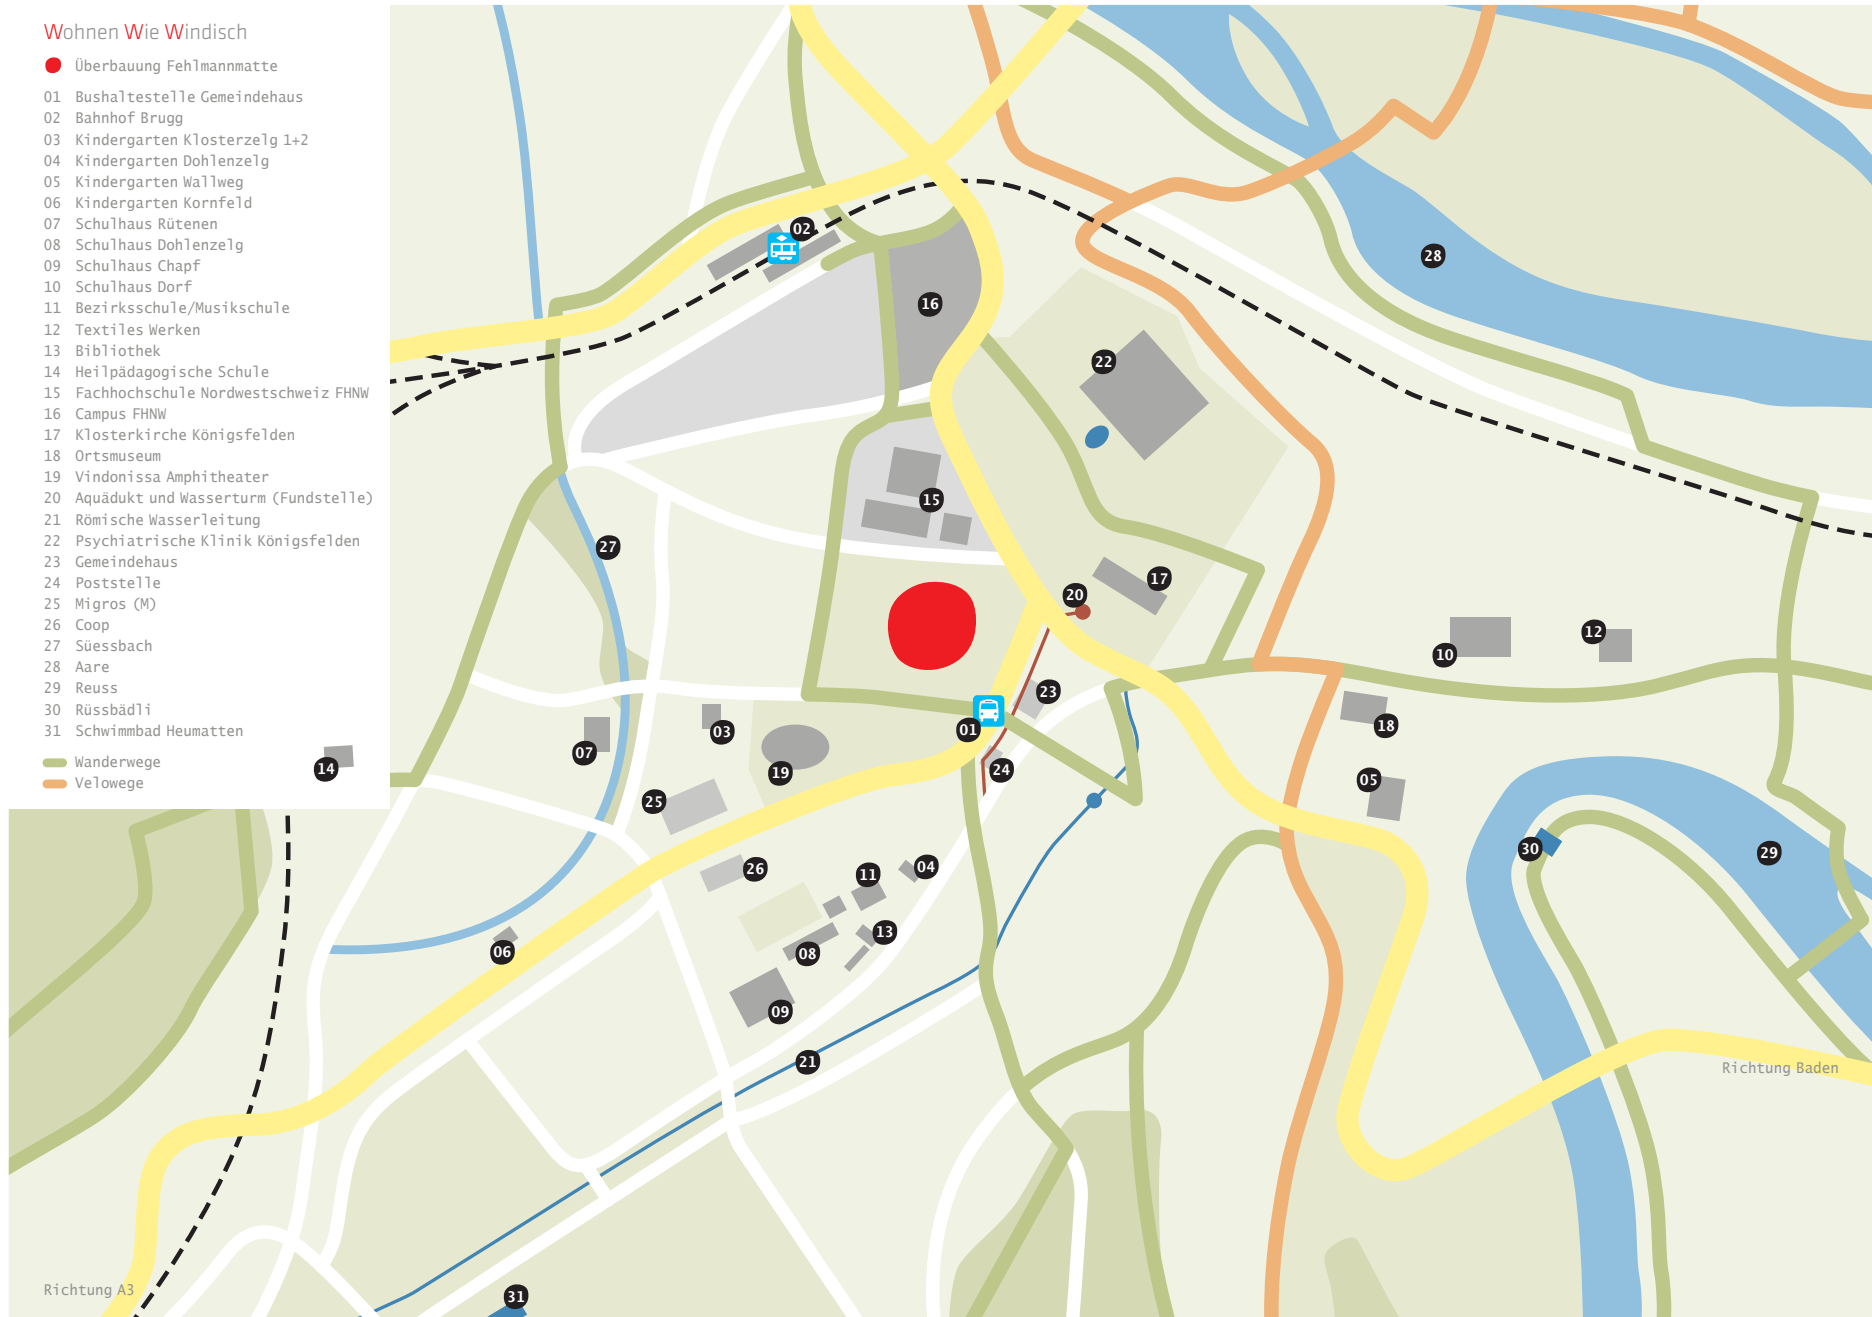 Wohnen Wie Windisch
Überbauung Fehlmannmatte
01 Bushaltestelle Gemeindehaus
02 Bahnhof Brugg
03 Kindergarten Klosterzelg 1+2
04 Kindergarten Dohlenzelg
05 Kindergarten Wallweg
06 Kindergarten Kornfeld
07 Schulhaus Rütenen
08 Schulhaus Dohlenzelg
09 Schulhaus Chapf
10 Schulhaus Dorf
11 Bezirksschule/Musikschule
12 Textiles Werken
13 Bibliothek
14 Heilpädagogische Schule
15 Fachhochschule Nordwestschweiz FHNW
16 Campus FHNW
17 Klosterkirche Königsfelden
18 Ortsmuseum
19 Vindonissa Amphitheater
20 Aquädukt und Wasserturm (Fundstelle)
21 Römische Wasserleitung
22 Psychiatrische Klinik Königsfelden
23 Gemeindehaus
24 Poststelle
25 Migros (M)
26 Coop
27 Süessbach
28 Aare
29 Reuss
30 Rüssbädli
31 Schwimmbad Heumatten
Wanderwege
Velowege
14
02
28
16
22
15
27
17
20
12
10
23
18
01
03
07
24
19
05
25
30
29
26
04
11
13
06
08
09
21
Richtung Baden
Richtung A3
31